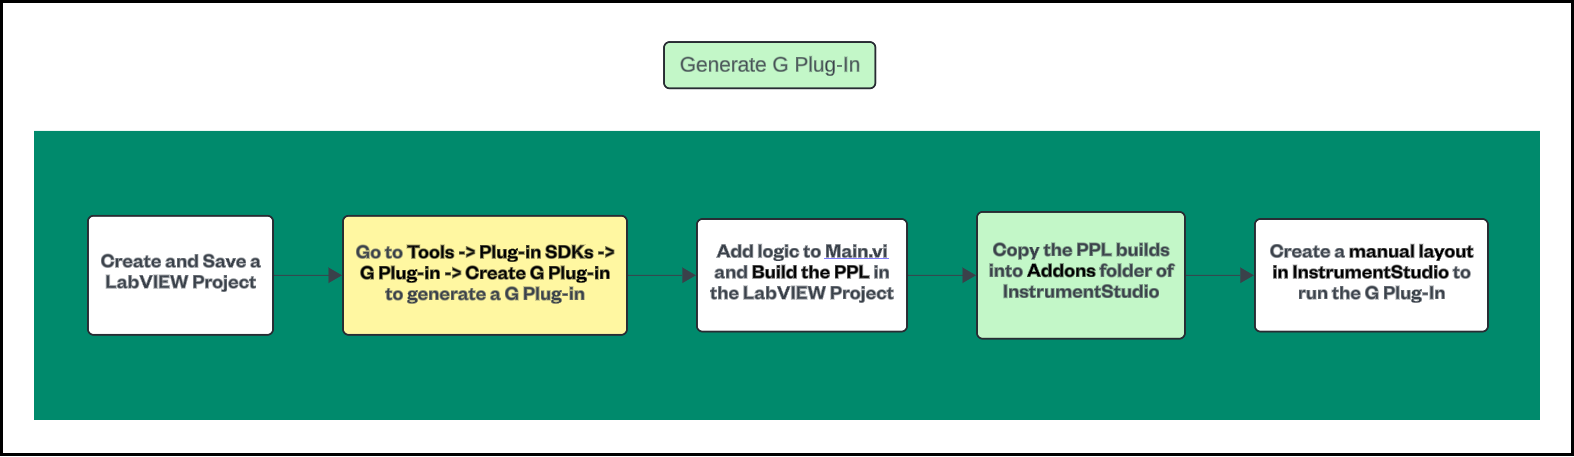 Generate G Plug-In
Create and Save a
LabVIEW Project
Go to Tools -> Plug-in SDKs ->
G Plug-in -> Create G Plug-in
to generate a G Plug-in
Add logic to Main.vi
and Build the PPL in
the LabVIEW Project
Copy the PPL builds
into Addons folder of
InstrumentStudio
Create a manual layout
in InstrumentStudio to
run the G Plug-In